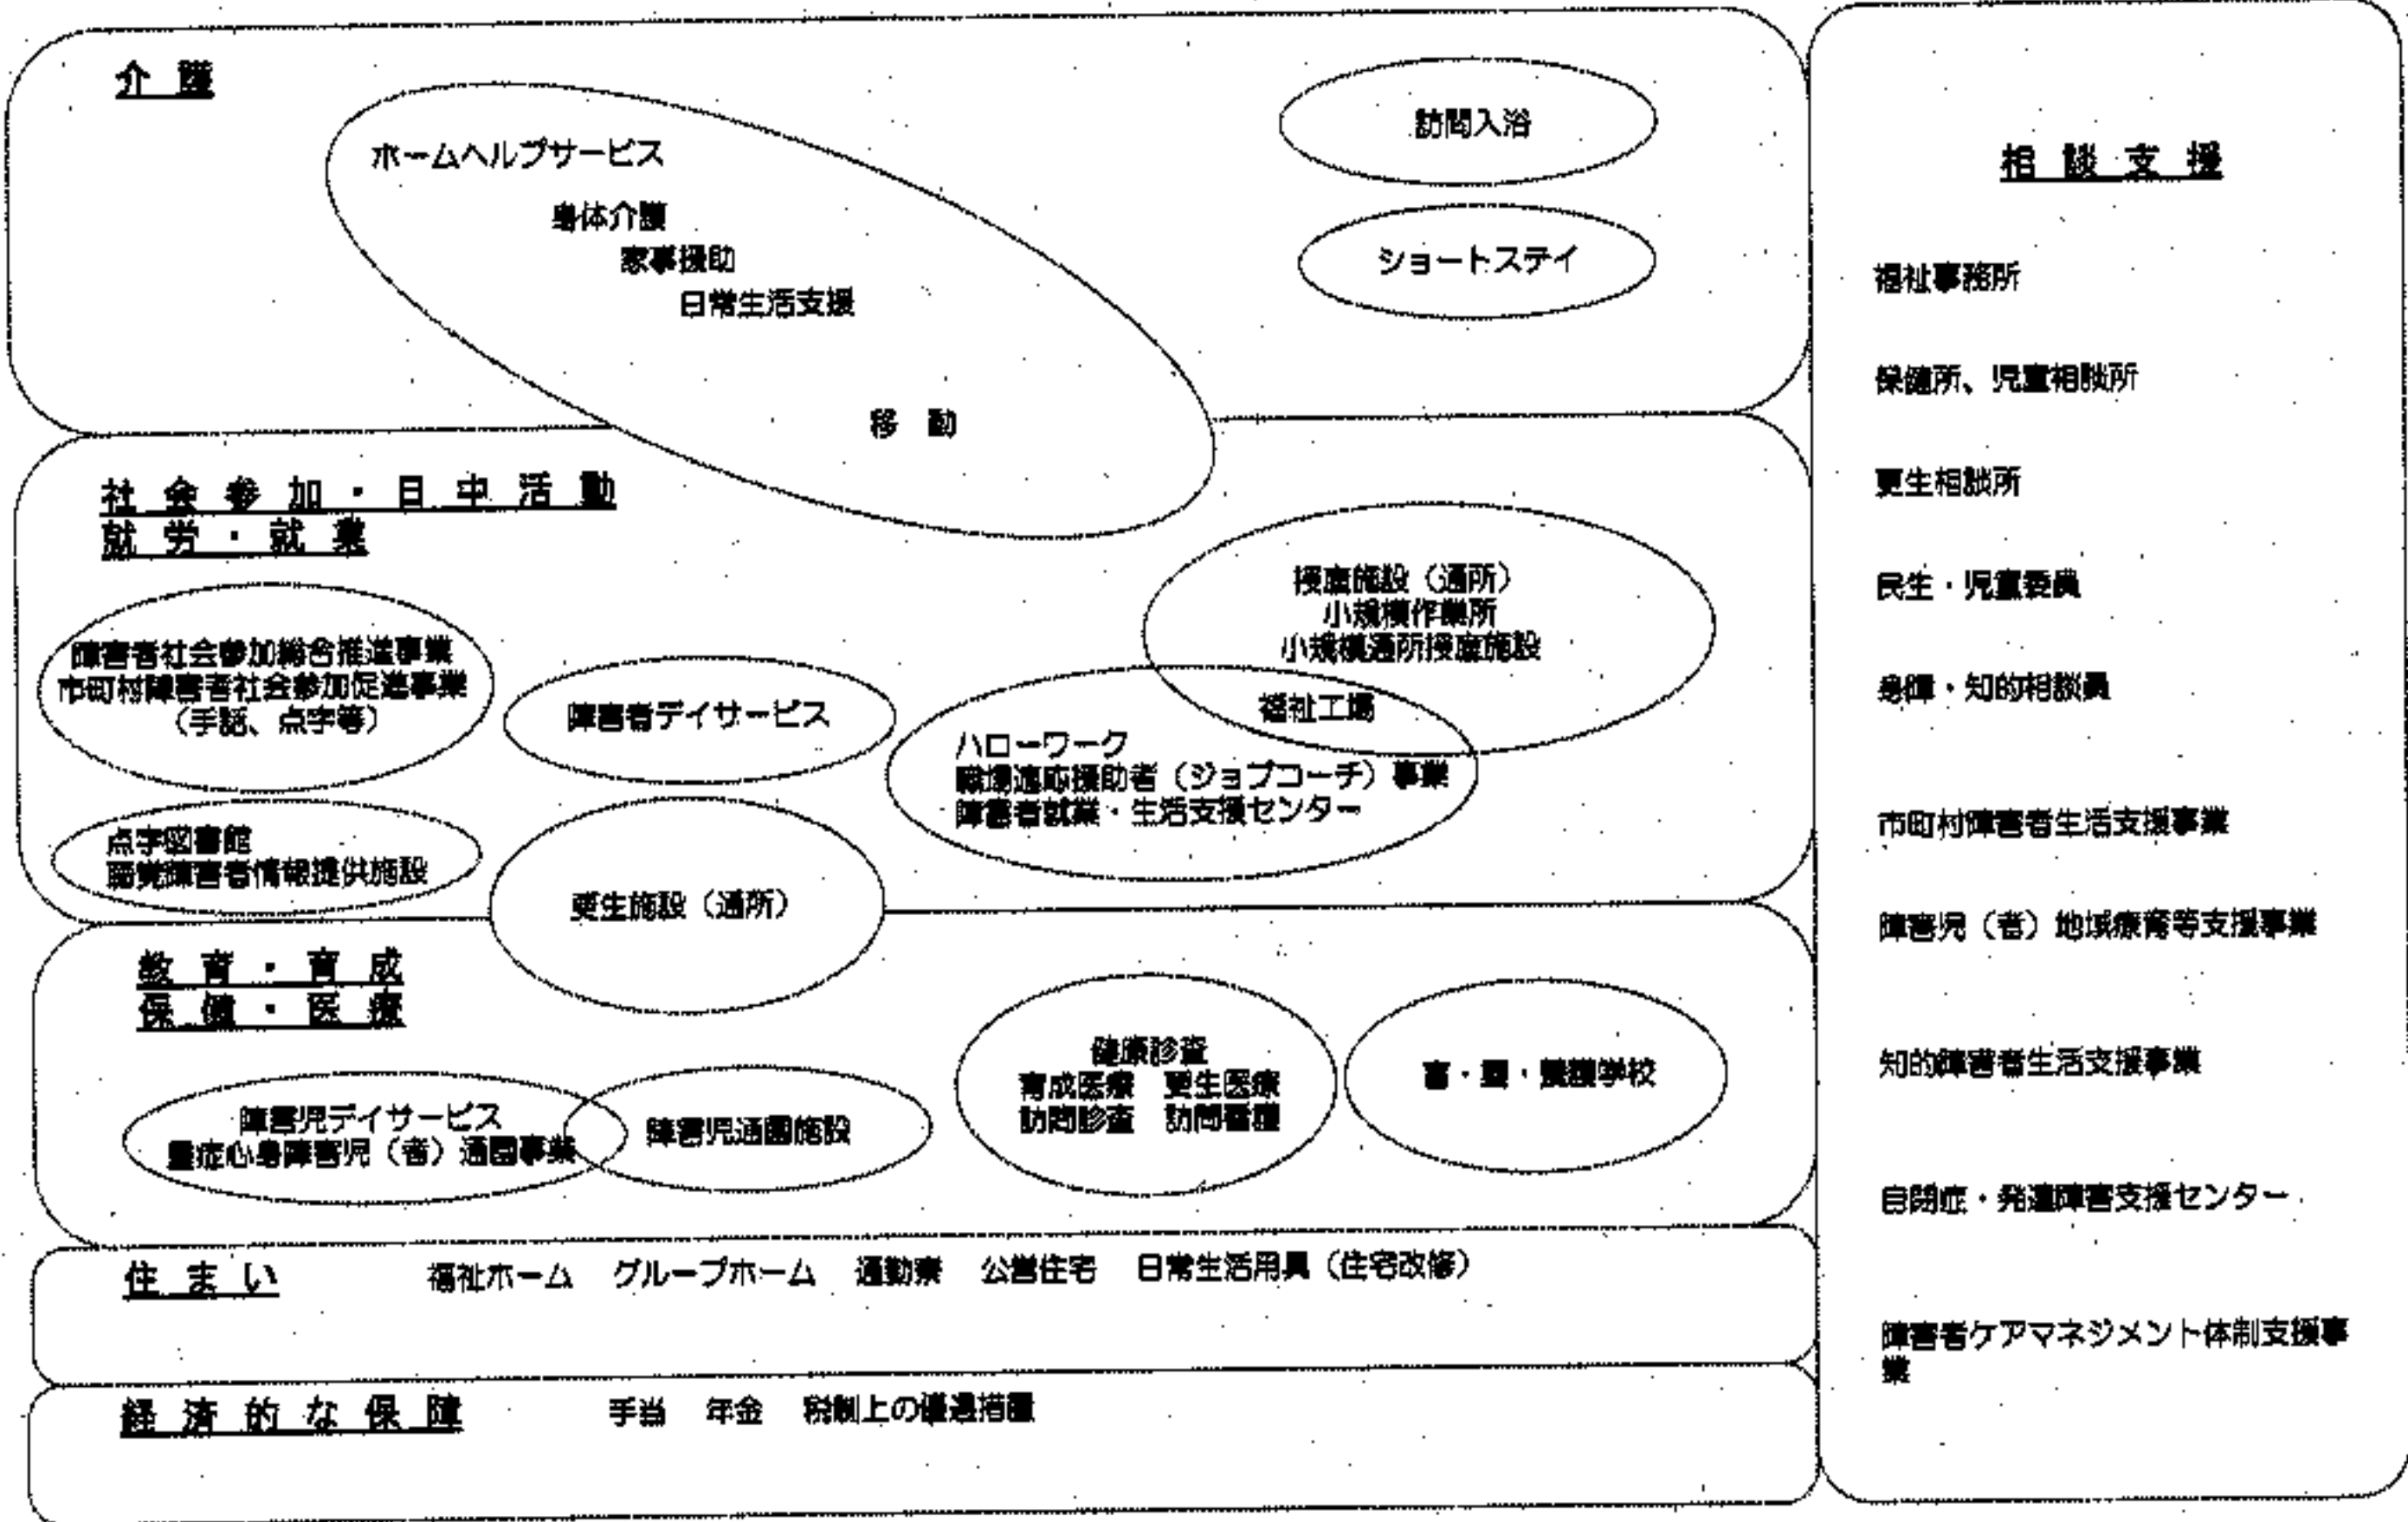 介護
ホームヘルプサービス
身体介護
家事援助
日常生活支援
移動
訪問入浴
ショートステイ
社会参加・日中活動
就労・就業
障害者社会参加総合推進事業
市町村障害者社会参加促進事業
（手話、点字等）
障害者デイサービス
授産施設（通所）
小規模作業所
小規模通所授産施設
福祉工場
ハローワーク
職場適応援助者（ジョブコーチ）事業
障害者就業・生活支援センター
点字図書館
聴覚障害者情報提供施設
更生施設（通所）
教育・育成
保健・医療
障害児デイサービス
重症心身障害児（者）通園事業
障害児通園施設
健康診査
育成医療　更生医療
訪問診査　訪問看護
盲・聾・養護学校
住まい
福祉ホーム　グループホーム　通勤寮　公営住宅　日常生活用具（住宅改修）
経済的な保障
手当　年金　税制上の優遇措置
相談支援
福祉事務所
保健所、児童相談所
更生相談所
民生・児童委員
身障・知的相談員
市町村障害者生活支援事業
障害児（者）地域療育等支援事業
知的障害者生活支援事業
自閉症・発達障害支援センター
障害者ケアマネジメント体制支援事
業